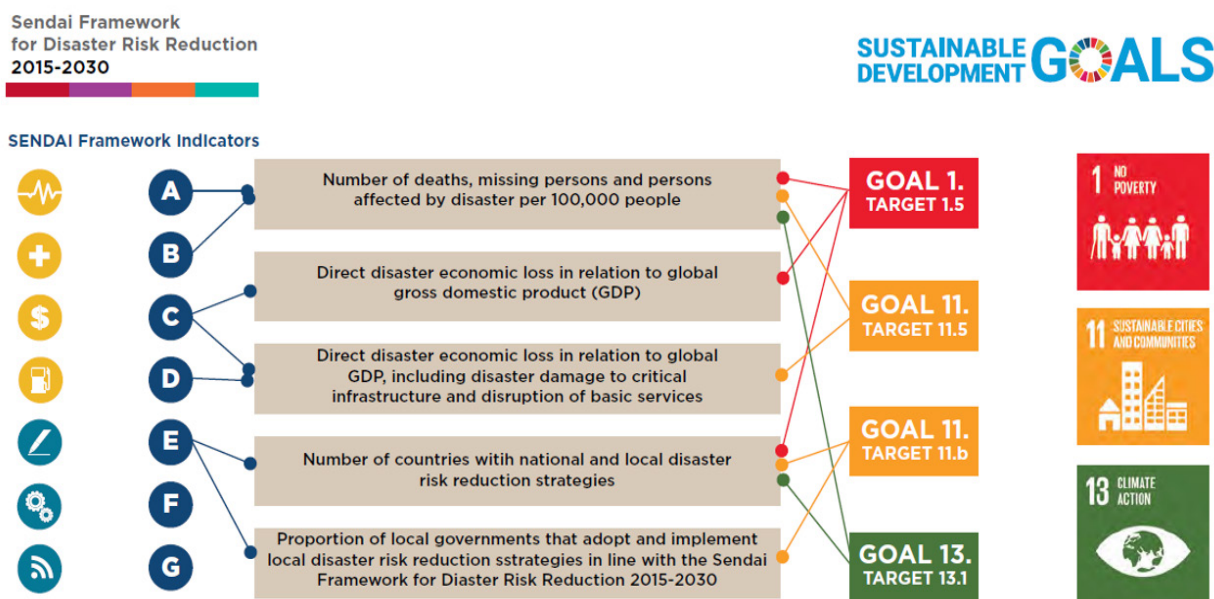 Sendai Framework
for Disaster Risk Reduction
2015-2030
SUSTAINABLE
DEVELOPMENT
GOALS
SENDAI Framework Indicators
A
B
C
D
E
F
G
Number of deaths, missing persons and persons
affected by disaster per 100,000 people
Direct disaster economic loss in relation to global
gross domestic product (GDP)
Direct disaster economic loss in relation to global
GDP, including disaster damage to critical
infrastructure and disruption of basic services
Number of countries witih national and local disaster
risk reduction strategies
Proportion of local governments that adopt and implement
local disaster risk reduction sstrategies in line with the Sendai
Framework for Diaster Risk Reduction 2015-2030
GOAL 1.
TARGET 1.5
GOAL 11.
TARGET 11.5
GOAL 11.
TARGET 11.b
GOAL 13.
TARGET 13.1
1 NO
POVERTY
11 SUSTAINABLE CITIES
AND COMMUNITIES
13 CLIMATE
ACTION
$